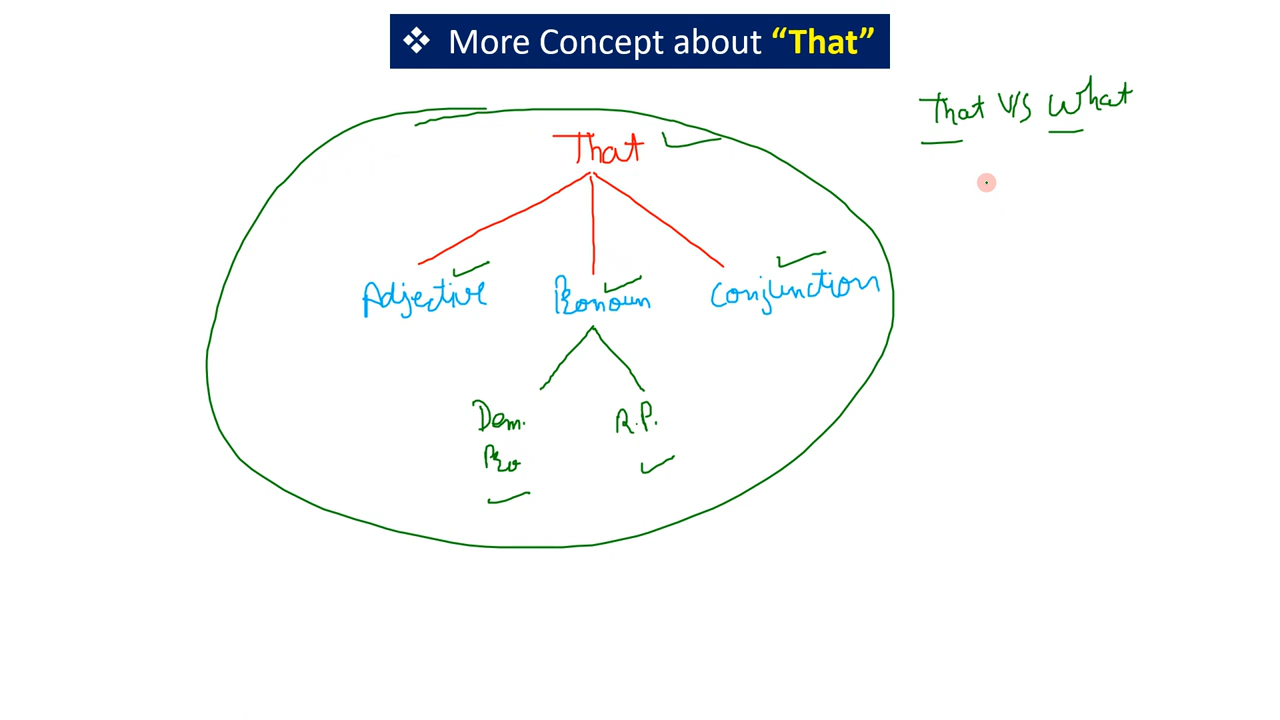 ❖ More Concept about “That”
That V/S What
That
Adjective Pronoun Conjunction
Dem. R.P.
Pro